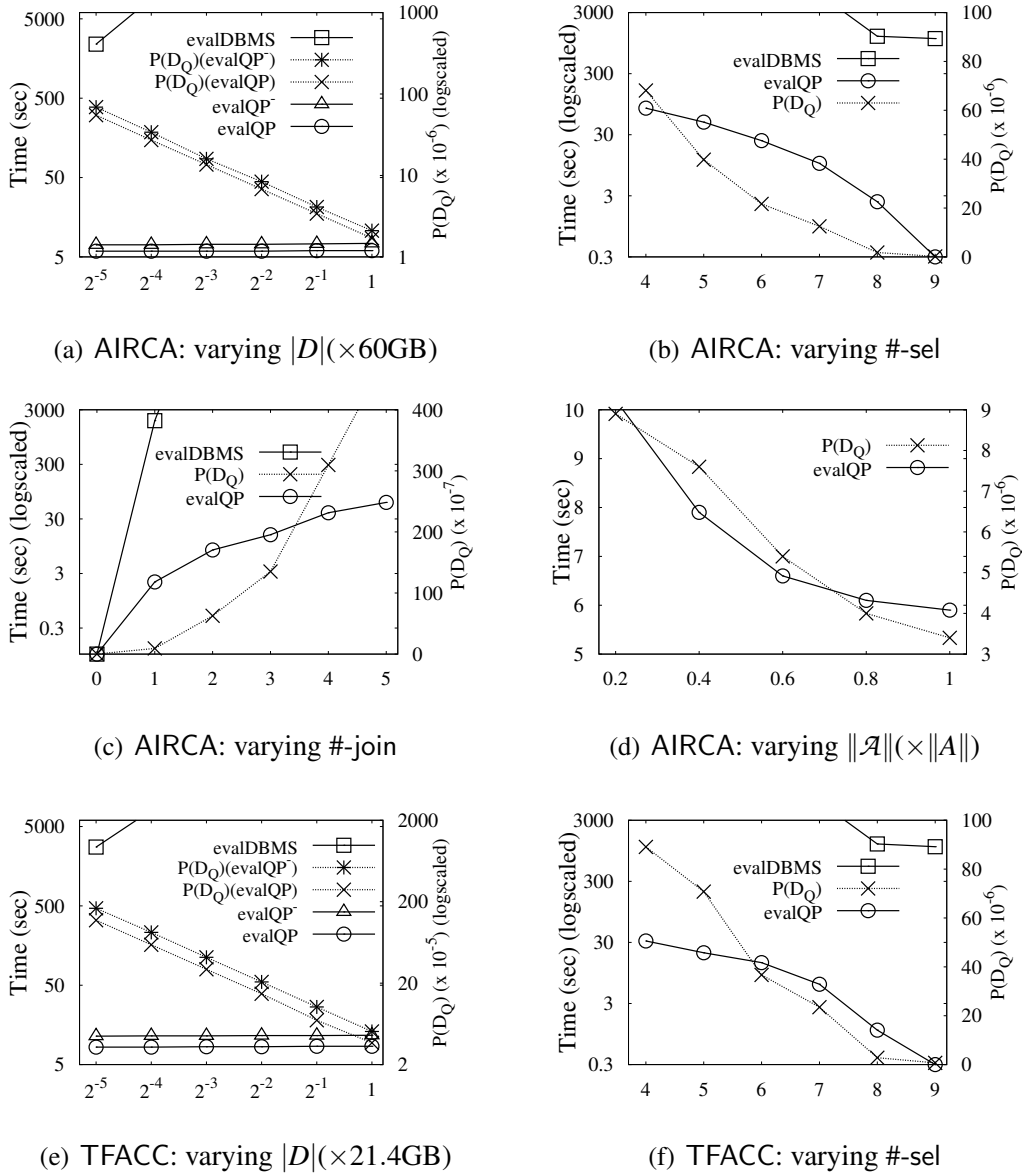 5000
500
50
5
Time (sec)
1000
100
10
1
P(D_Q) (x 10^-6) (logscaled)
evalDBMS
P(D_Q)(evalQP^-)
P(D_Q)(evalQP)
evalQP^-
evalQP
2^-5 2^-4 2^-3 2^-2 2^-1 1
(a) AIRCA: varying |D|(×60GB)
3000
300
30
3
0.3
Time (sec) (logscaled)
100
80
60
40
20
0
P(D_Q) (x 10^-6)
evalDBMS
evalQP
P(D_Q)
4 5 6 7 8 9
(b) AIRCA: varying #-sel
3000
300
30
3
0.3
Time (sec) (logscaled)
400
300
200
100
0
P(D_Q) (x 10^-7)
evalDBMS
P(D_Q)
evalQP
0 1 2 3 4 5
(c) AIRCA: varying #-join
10
9
8
7
6
5
Time (sec)
9
8
7
6
5
4
3
P(D_Q) (x 10^-6)
P(D_Q)
evalQP
0.2 0.4 0.6 0.8 1
(d) AIRCA: varying ‖𝒜‖(×‖A‖)
5000
500
50
5
Time (sec)
2000
200
20
2
P(D_Q) (x 10^-5) (logscaled)
evalDBMS
P(D_Q)(evalQP^-)
P(D_Q)(evalQP)
evalQP^-
evalQP
2^-5 2^-4 2^-3 2^-2 2^-1 1
(e) TFACC: varying |D|(×21.4GB)
3000
300
30
3
0.3
Time (sec) (logscaled)
100
80
60
40
20
0
P(D_Q) (x 10^-6)
evalDBMS
P(D_Q)
evalQP
4 5 6 7 8 9
(f) TFACC: varying #-sel